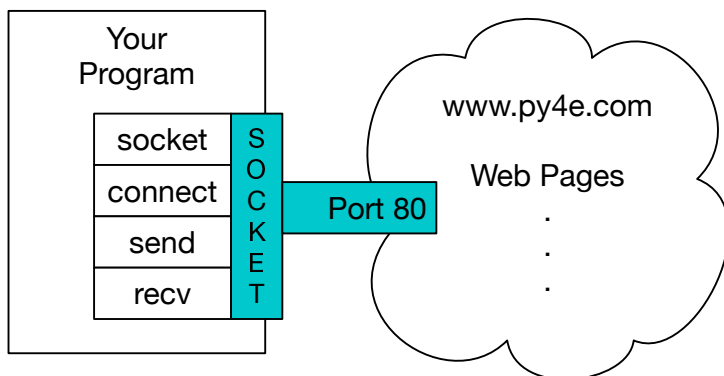 Your
Program
socket
connect
send
recv
S
O
C
K
E
T
Port 80
www.py4e.com
Web Pages
.
.
.